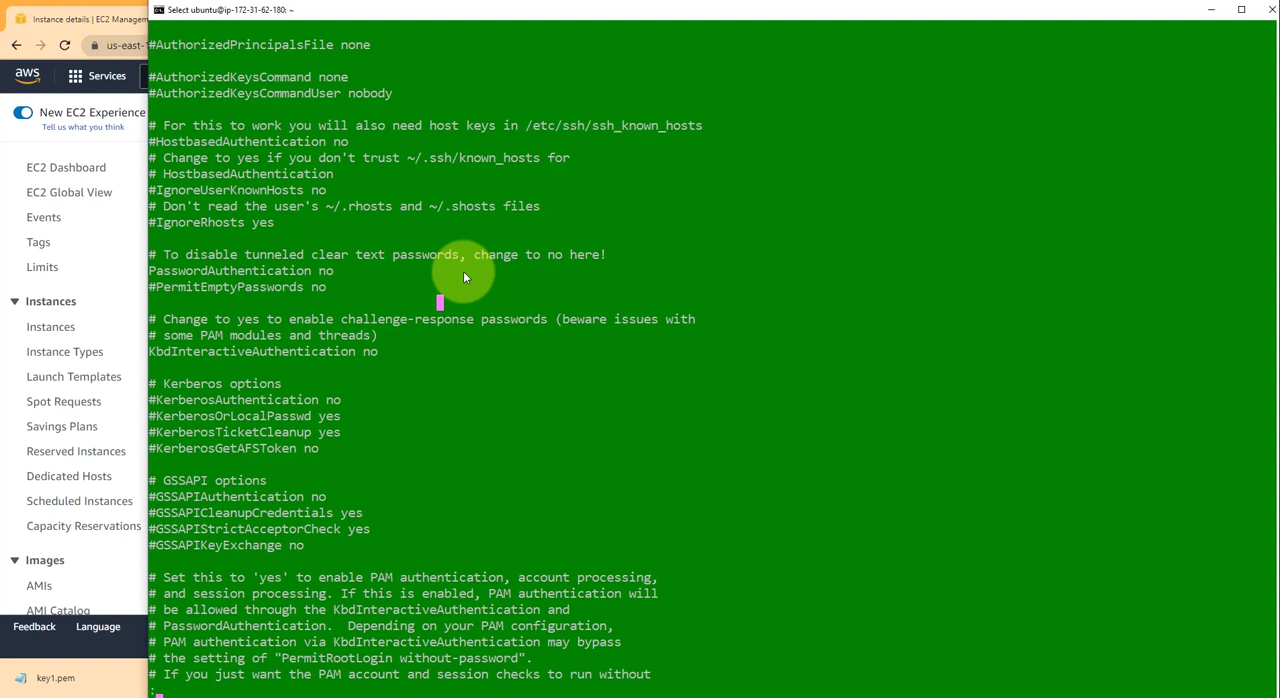 Instance details | EC2 Managem
Select ubuntu@ip-172-31-62-180: ~
us-east-
aws
Services
New EC2 Experience
Tell us what you think
EC2 Dashboard
EC2 Global View
Events
Tags
Limits
Instances
Instances
Instance Types
Launch Templates
Spot Requests
Savings Plans
Reserved Instances
Dedicated Hosts
Scheduled Instances
Capacity Reservations
Images
AMIs
AMI Catalog
Feedback
Language
key1.pem
#AuthorizedPrincipalsFile none
#AuthorizedKeysCommand none
#AuthorizedKeysCommandUser nobody
# For this to work you will also need host keys in /etc/ssh/ssh_known_hosts
#HostbasedAuthentication no
# Change to yes if you don't trust ~/.ssh/known_hosts for
# HostbasedAuthentication
#IgnoreUserKnownHosts no
# Don't read the user's ~/.rhosts and ~/.shosts files
#IgnoreRhosts yes
# To disable tunneled clear text passwords, change to no here!
PasswordAuthentication no
#PermitEmptyPasswords no
# Change to yes to enable challenge-response passwords (beware issues with
# some PAM modules and threads)
KbdInteractiveAuthentication no
# Kerberos options
#KerberosAuthentication no
#KerberosOrLocalPasswd yes
#KerberosTicketCleanup yes
#KerberosGetAFSToken no
# GSSAPI options
#GSSAPIAuthentication no
#GSSAPICleanupCredentials yes
#GSSAPIStrictAcceptorCheck yes
#GSSAPIKeyExchange no
# Set this to 'yes' to enable PAM authentication, account processing,
# and session processing. If this is enabled, PAM authentication will
# be allowed through the KbdInteractiveAuthentication and
# PasswordAuthentication.  Depending on your PAM configuration,
# PAM authentication via KbdInteractiveAuthentication may bypass
# the setting of "PermitRootLogin without-password".
# If you just want the PAM account and session checks to run without
: